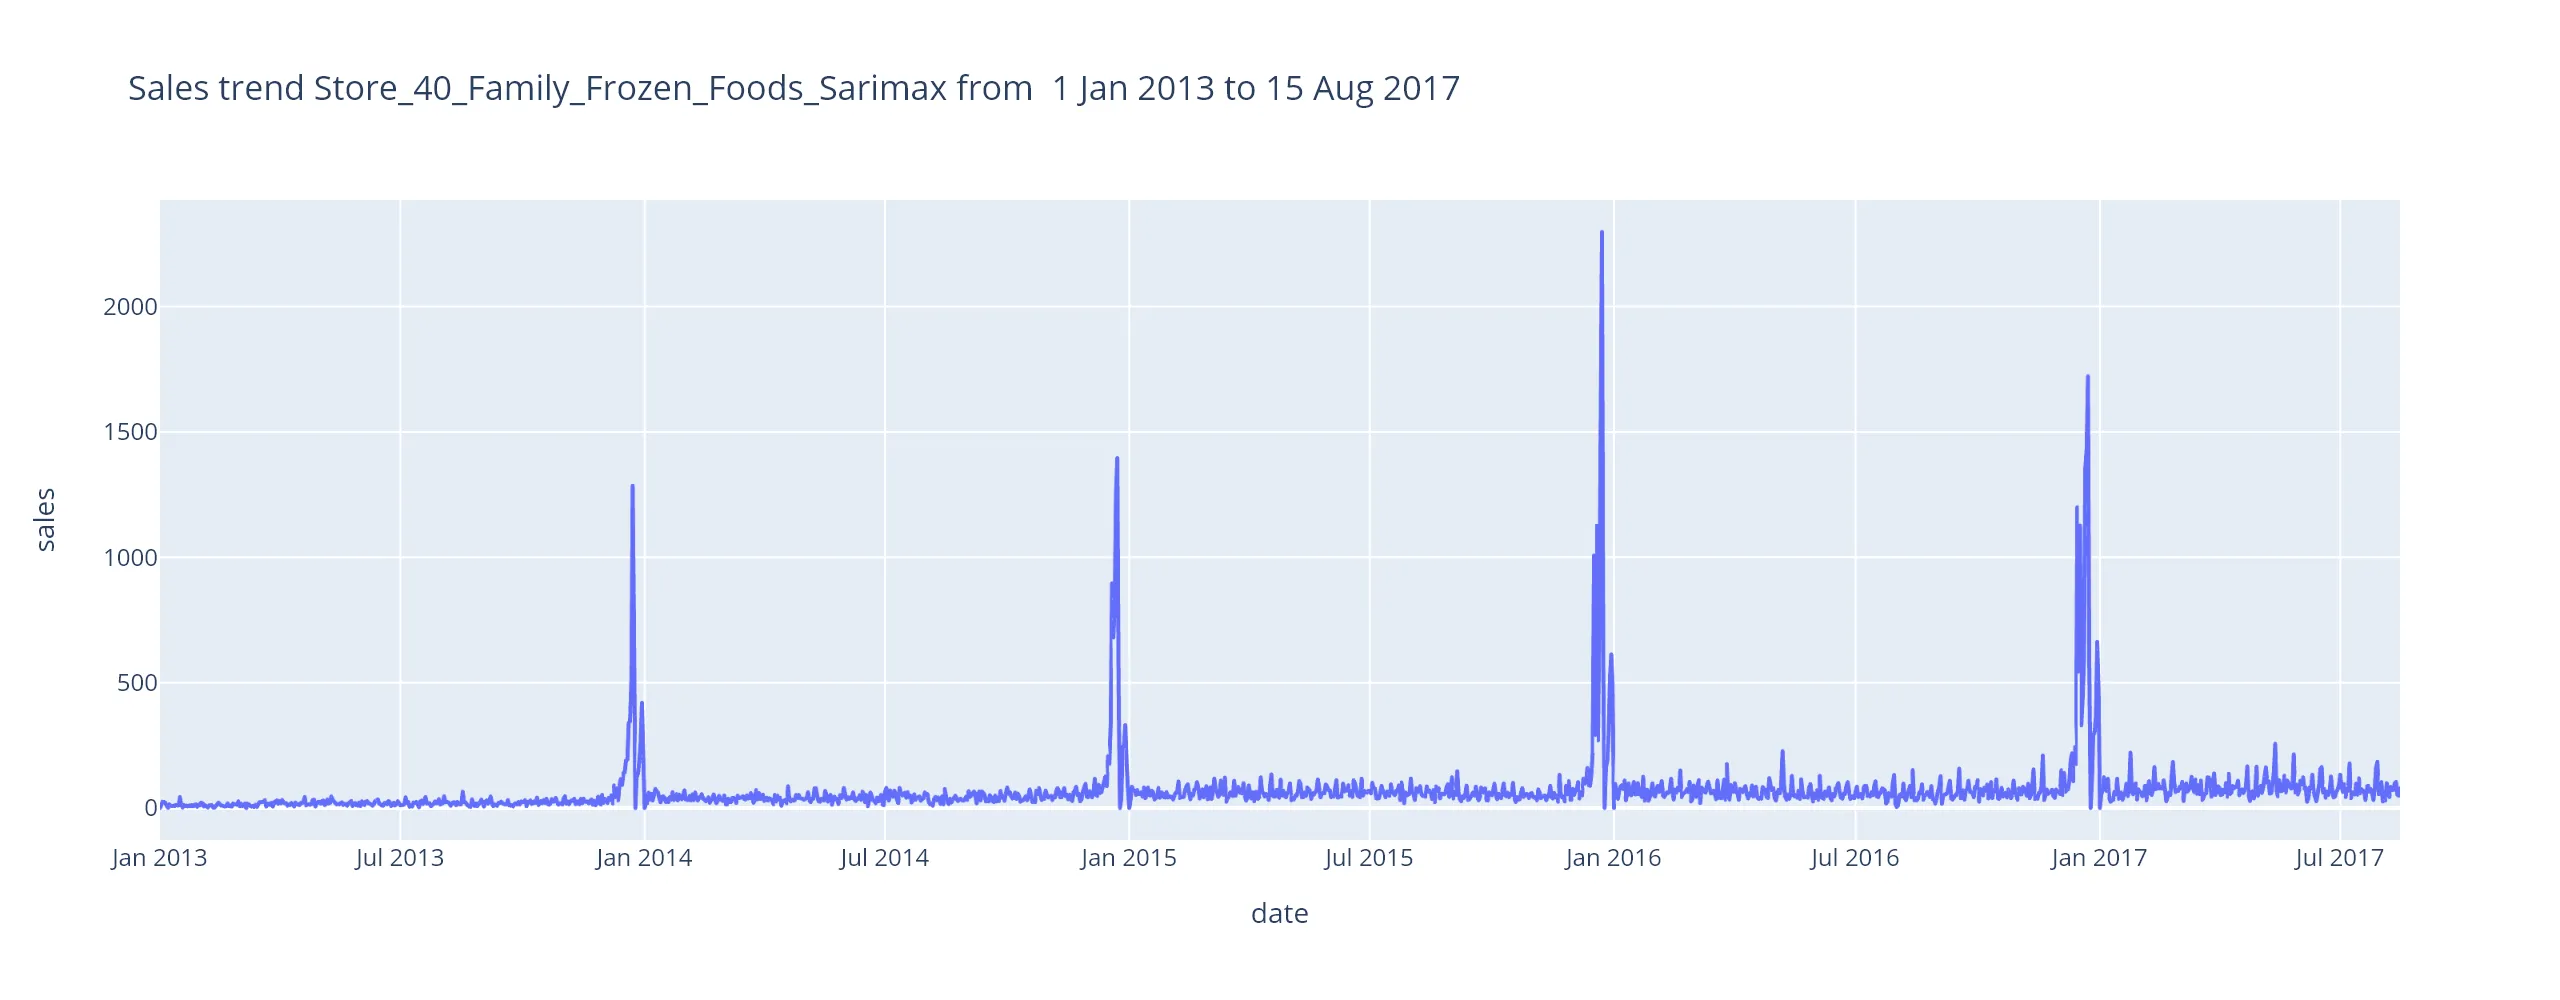 Sales trend Store_40_Family_Frozen_Foods_Sarimax from  1 Jan 2013 to 15 Aug 2017
2000
1500
1000
500
0
sales
Jan 2013
Jul 2013
Jan 2014
Jul 2014
Jan 2015
Jul 2015
Jan 2016
Jul 2016
Jan 2017
Jul 2017
date